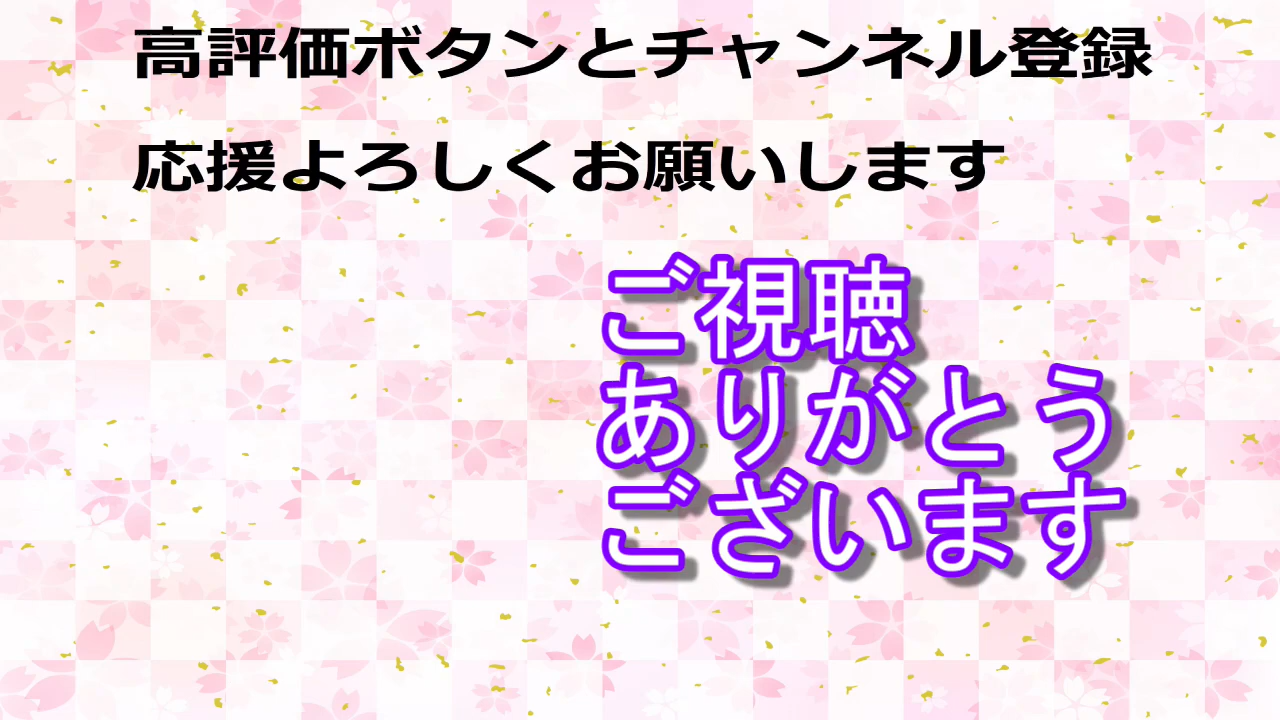 高評価ボタンとチャンネル登録
応援よろしくお願いします
ご視聴
ありがとう
ございます